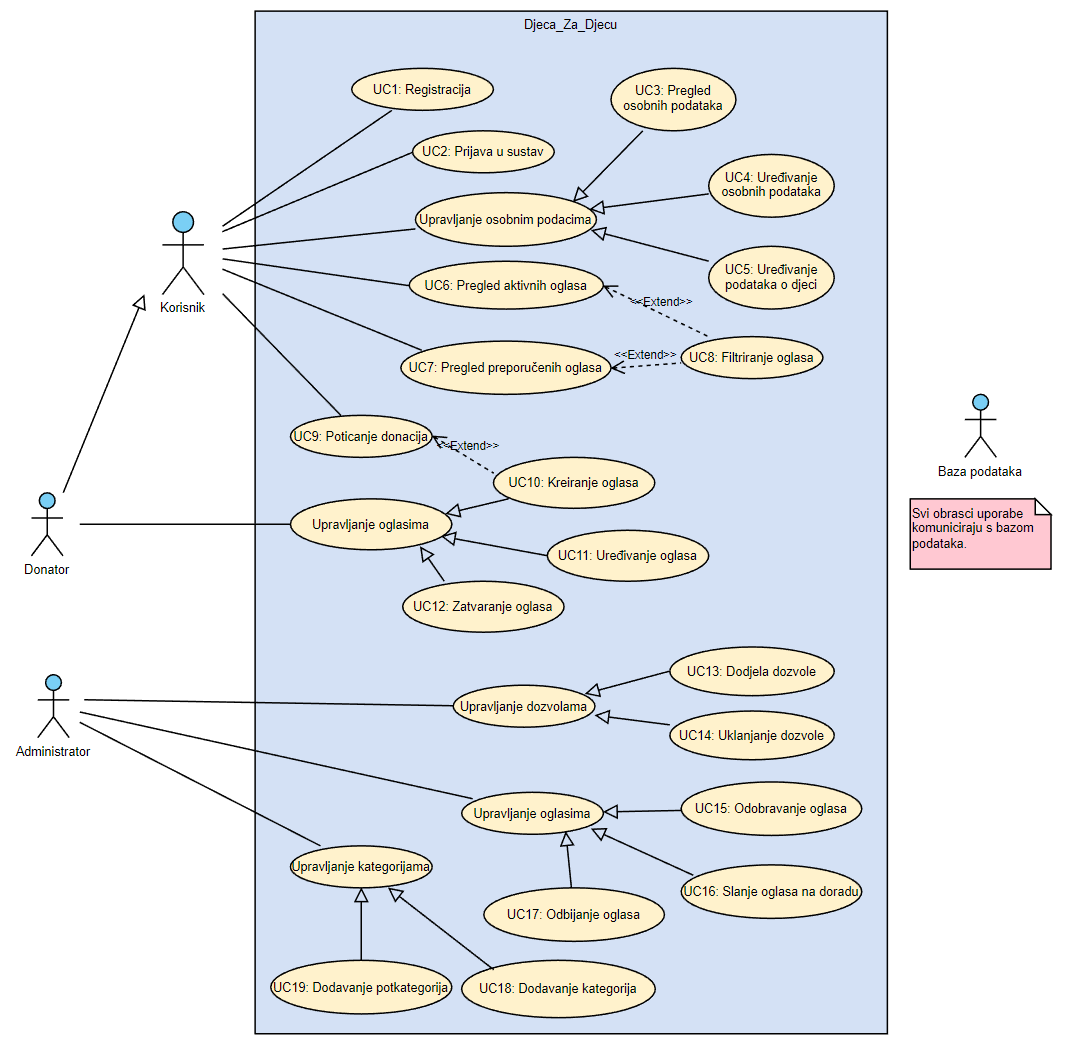 Djeca_Za_Djecu
UC1: Registracija
UC3: Pregled
osobnih podataka
UC2: Prijava u sustav
UC4: Uređivanje
osobnih podataka
Upravljanje osobnim podacima
UC5: Uređivanje
podataka o djeci
UC6: Pregled aktivnih oglasa
<<Extend>>
Korisnik
UC7: Pregled preporučenih oglasa
<<Extend>>
UC8: Filtriranje oglasa
UC9: Poticanje donacija
<<Extend>>
UC10: Kreiranje oglasa
Baza podataka
Svi obrasci uporabe
komuniciraju s bazom
podataka.
Upravljanje oglasima
Donator
UC11: Uređivanje oglasa
UC12: Zatvaranje oglasa
UC13: Dodjela dozvole
Upravljanje dozvolama
UC14: Uklanjanje dozvole
Administrator
Upravljanje oglasima
UC15: Odobravanje oglasa
Upravljanje kategorijama
UC16: Slanje oglasa na doradu
UC17: Odbijanje oglasa
UC19: Dodavanje potkategorija
UC18: Dodavanje kategorija